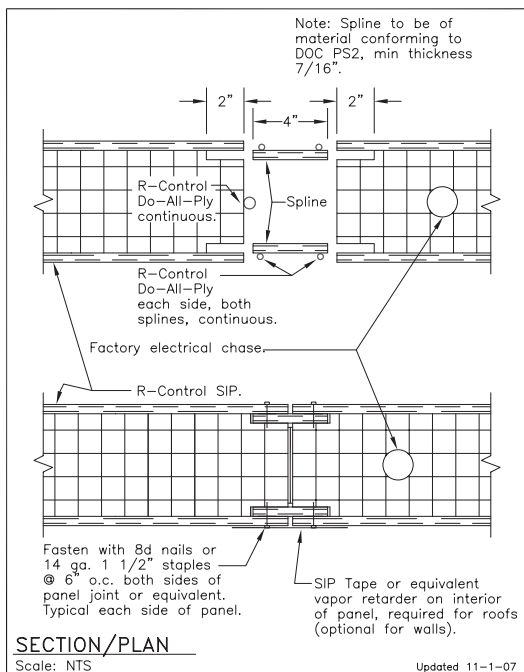 Note: Spline to be of
material conforming to
DOC PS2, min thickness
7/16".
2"
4"
2"
R-Control
Do-All-Ply
continuous.
Spline
R-Control
Do-All-Ply
each side, both
splines, continuous.
Factory electrical chase.
R-Control SIP.
Fasten with 8d nails or
14 ga. 1 1/2" staples
@ 6" o.c. both sides of
panel joint or equivalent.
Typical each side of panel.
SIP Tape or equivalent
vapor retarder on interior
of panel, required for roofs
(optional for walls).
SECTION/PLAN
Scale: NTS
Updated 11-1-07